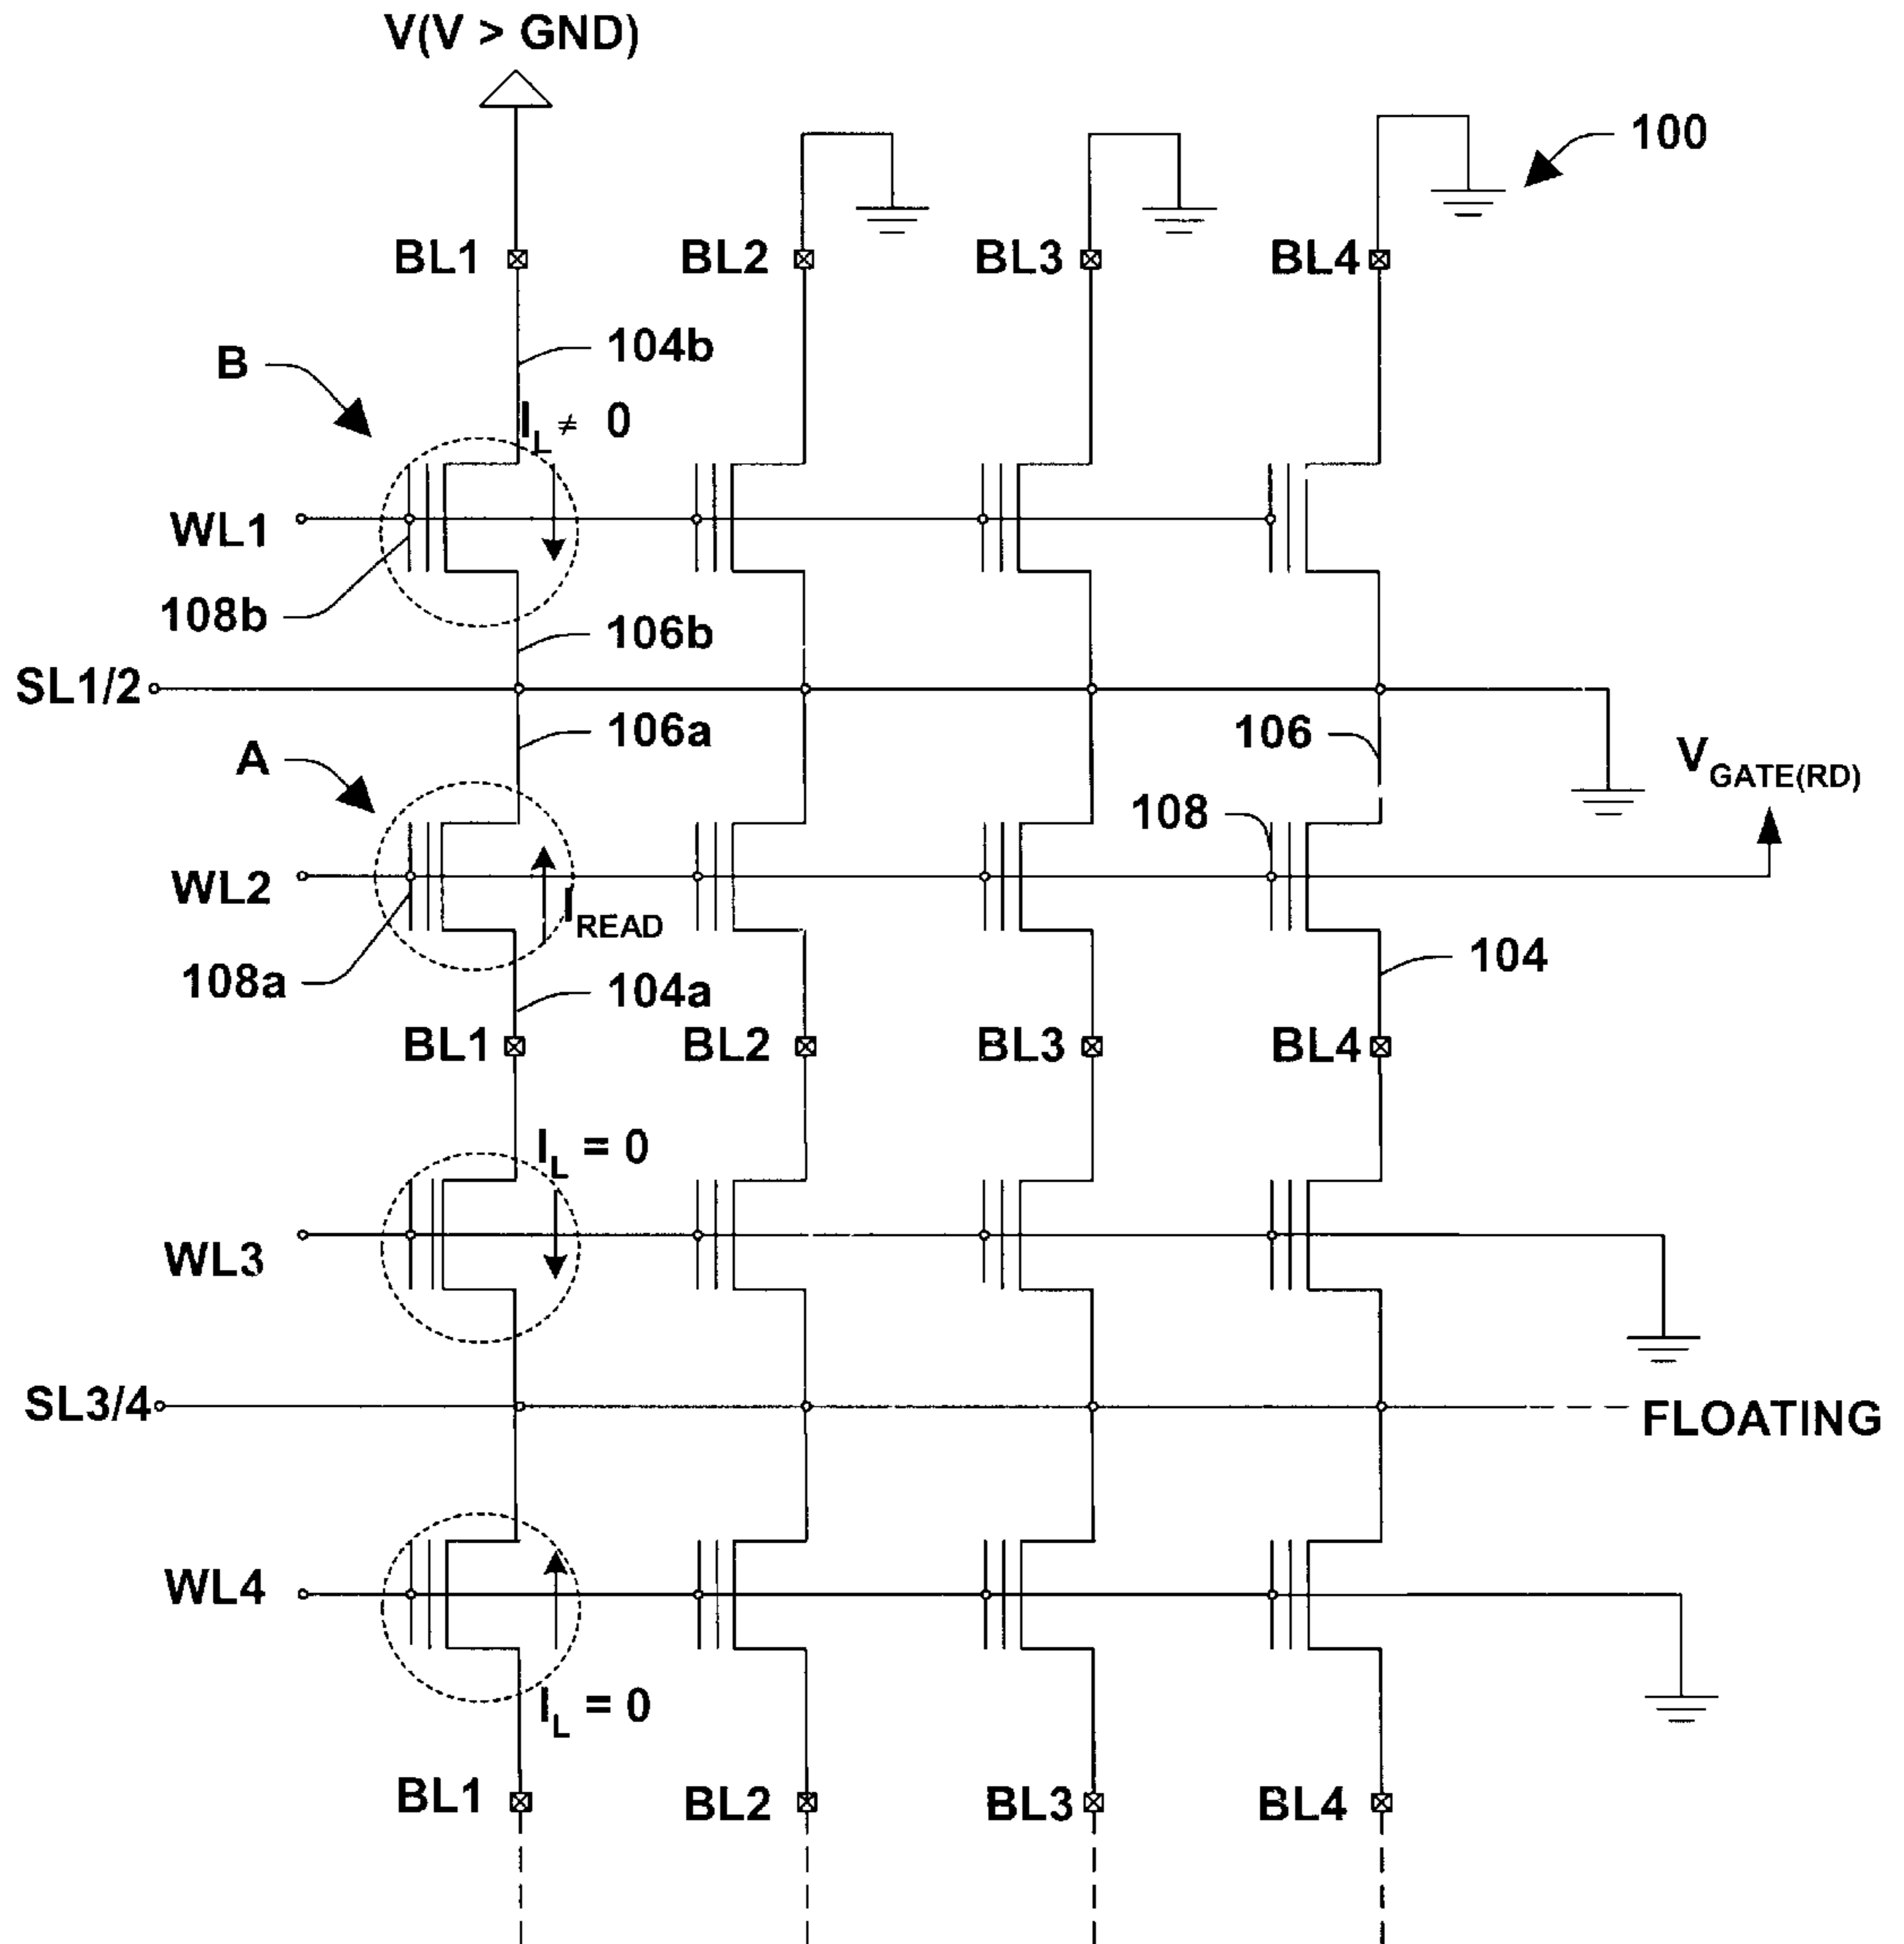 V(V > GND)
100
BL1 BL2 BL3 BL4
104b
B
I_L ≠ 0
WL1
108b
106b
SL1/2
106a
106
A
V_GATE(RD)
108
WL2
I_READ
108a
104a
104
BL1 BL2 BL3 BL4
I_L = 0
WL3
SL3/4
FLOATING
WL4
I_L = 0
BL1 BL2 BL3 BL4